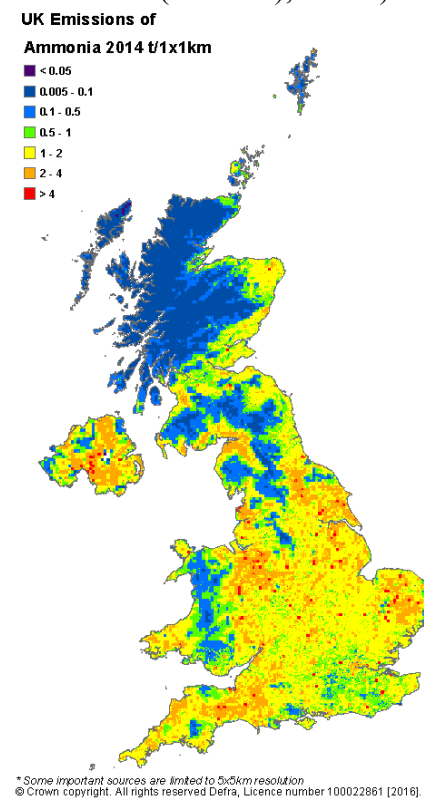 UK Emissions of
Ammonia 2014 t/1x1km
< 0.05
0.005 - 0.1
0.1 - 0.5
0.5 - 1
1 - 2
2 - 4
> 4
* Some important sources are limited to 5x5km resolution
© Crown copyright. All rights reserved Defra, Licence number 100022861 [2016].